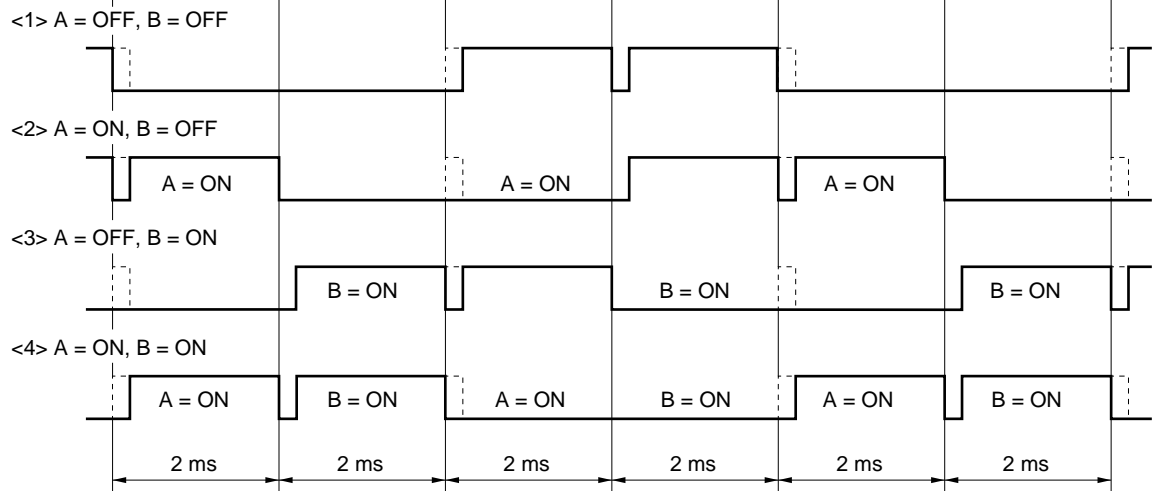 <1> A = OFF, B = OFF
<2> A = ON, B = OFF
A = ON A = ON A = ON
<3> A = OFF, B = ON
B = ON B = ON B = ON
<4> A = ON, B = ON
A = ON B = ON A = ON B = ON A = ON B = ON
2 ms 2 ms 2 ms 2 ms 2 ms 2 ms